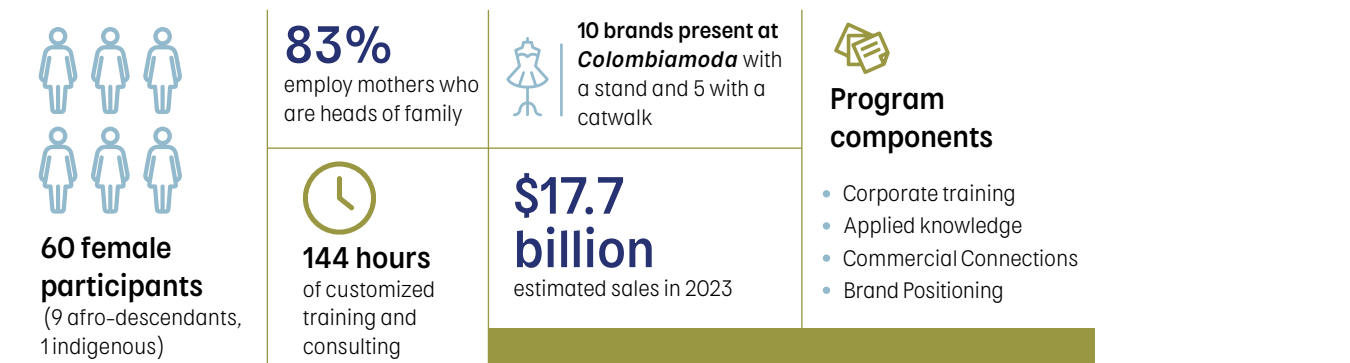 60 female
participants
(9 afro-descendants,
1 indigenous)
83%
employ mothers who
are heads of family
144 hours
of customized
training and
consulting
10 brands present at
Colombiamoda with
a stand and 5 with a
catwalk
$17.7
billion
estimated sales in 2023
Program
components
• Corporate training
• Applied knowledge
• Commercial Connections
• Brand Positioning